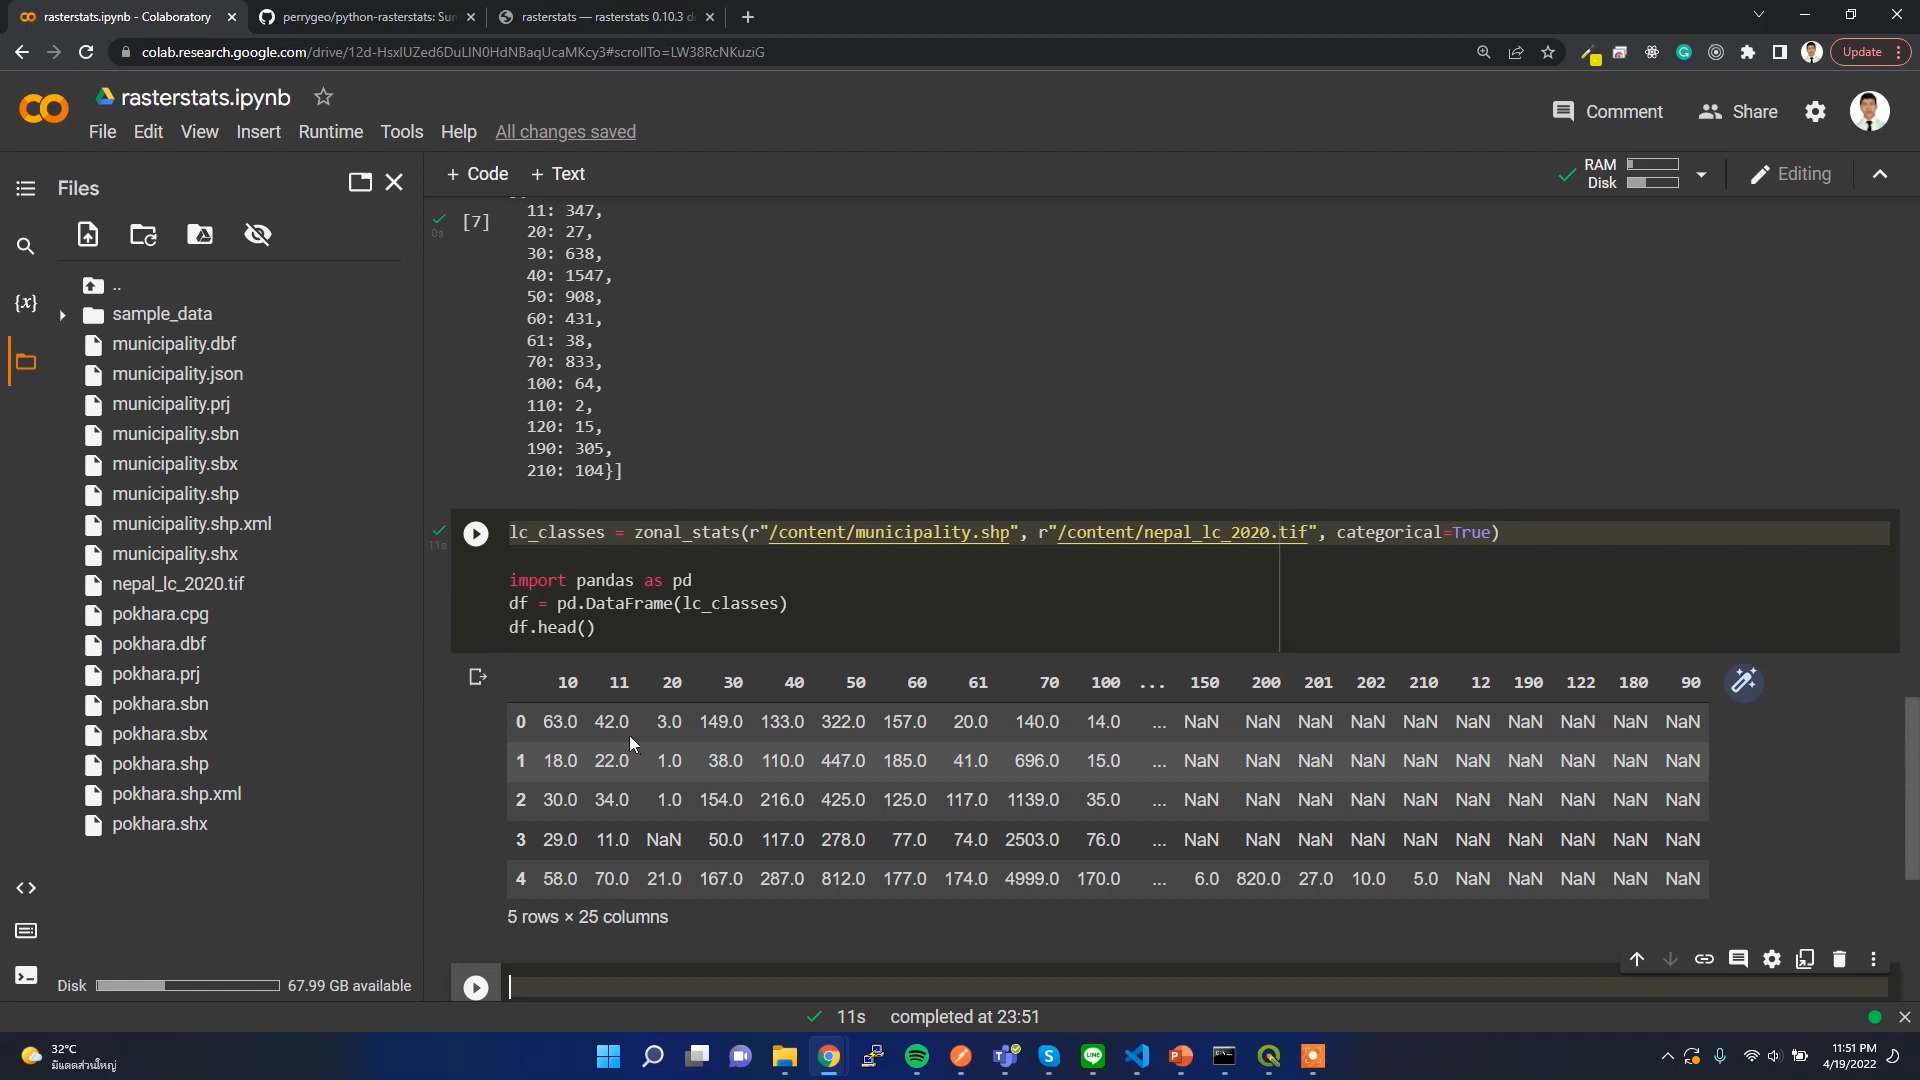 rasterstats.ipynb - Colaboratory
perrygeo/python-rasterstats: Sum
rasterstats — rasterstats 0.10.3 d
colab.research.google.com/drive/12d-HsxlUZed6DuLlN0HdNBaqUcaMKcy3#scrollTo=LW38RcNKuziG
Update
rasterstats.ipynb
Comment
Share
File Edit View Insert Runtime Tools Help All changes saved
Files
+ Code + Text
RAM
Disk
Editing
[7]
0s
11: 347,
20: 27,
30: 638,
40: 1547,
50: 908,
60: 431,
61: 38,
70: 833,
100: 64,
110: 2,
120: 15,
190: 305,
210: 104}]
{x}
..
sample_data
municipality.dbf
municipality.json
municipality.prj
municipality.sbn
municipality.sbx
municipality.shp
municipality.shp.xml
municipality.shx
nepal_lc_2020.tif
pokhara.cpg
pokhara.dbf
pokhara.prj
pokhara.sbn
pokhara.sbx
pokhara.shp
pokhara.shp.xml
pokhara.shx
Disk 67.99 GB available
11s
lc_classes = zonal_stats(r"/content/municipality.shp", r"/content/nepal_lc_2020.tif", categorical=True)
import pandas as pd
df = pd.DataFrame(lc_classes)
df.head()
10 11 20 30 40 50 60 61 70 100 ... 150 200 201 202 210 12 190 122 180 90
0 63.0 42.0 3.0 149.0 133.0 322.0 157.0 20.0 140.0 14.0 ... NaN NaN NaN NaN NaN NaN NaN NaN NaN NaN
1 18.0 22.0 1.0 38.0 110.0 447.0 185.0 41.0 696.0 15.0 ... NaN NaN NaN NaN NaN NaN NaN NaN NaN NaN
2 30.0 34.0 1.0 154.0 216.0 425.0 125.0 117.0 1139.0 35.0 ... NaN NaN NaN NaN NaN NaN NaN NaN NaN NaN
3 29.0 11.0 NaN 50.0 117.0 278.0 77.0 74.0 2503.0 76.0 ... NaN NaN NaN NaN NaN NaN NaN NaN NaN NaN
4 58.0 70.0 21.0 167.0 287.0 812.0 177.0 174.0 4999.0 170.0 ... 6.0 820.0 27.0 10.0 5.0 NaN NaN NaN NaN NaN
5 rows × 25 columns
11s completed at 23:51
32°C
มีแดดส่วนใหญ่
LINE
11:51 PM
4/19/2022